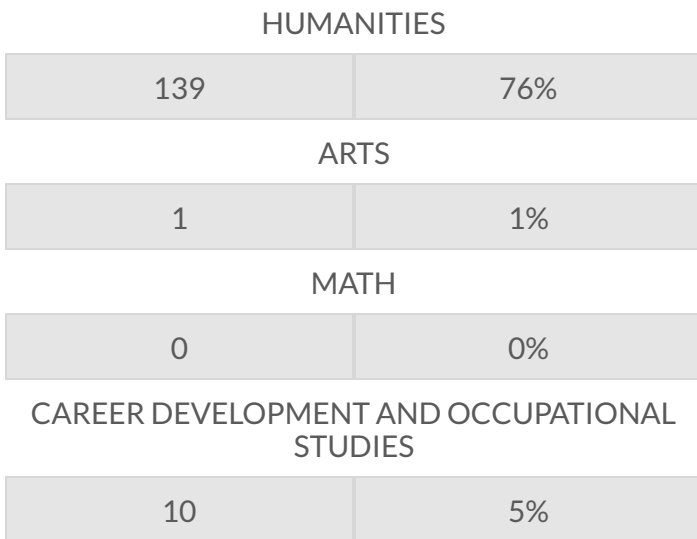 HUMANITIES
139 76%
ARTS
1 1%
MATH
0 0%
CAREER DEVELOPMENT AND OCCUPATIONAL
STUDIES
10 5%